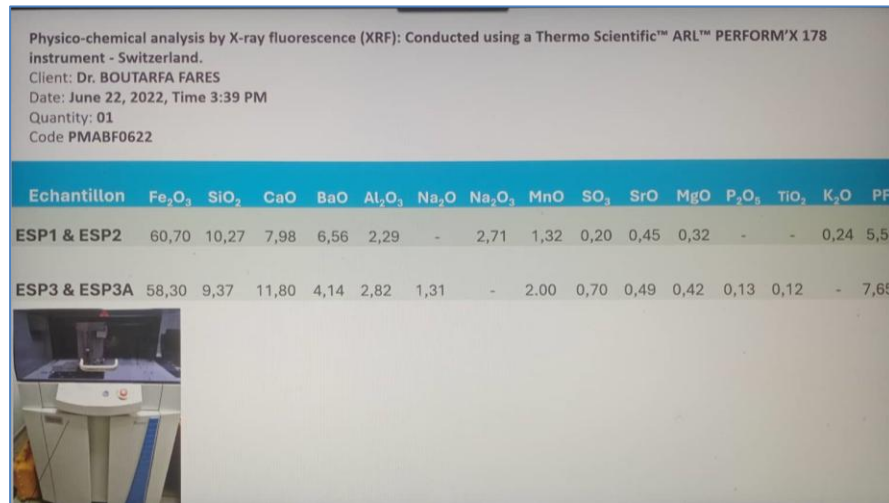 Physico-chemical analysis by X-ray fluorescence (XRF): Conducted using a Thermo Scientific™ ARL™ PERFORM'X 178
instrument - Switzerland.
Client: Dr. BOUTARFA FARES
Date: June 22, 2022, Time 3:39 PM
Quantity: 01
Code PMABF0622
Echantillon Fe₂O₃ SiO₂ CaO BaO Al₂O₃ Na₂O Na₂O₃ MnO SO₃ SrO MgO P₂O₅ TiO₂ K₂O PF
ESP1 & ESP2 60,70 10,27 7,98 6,56 2,29 - 2,71 1,32 0,20 0,45 0,32 - - 0,24 5,5
ESP3 & ESP3A 58,30 9,37 11,80 4,14 2,82 1,31 - 2.00 0,70 0,49 0,42 0,13 0,12 - 7,65